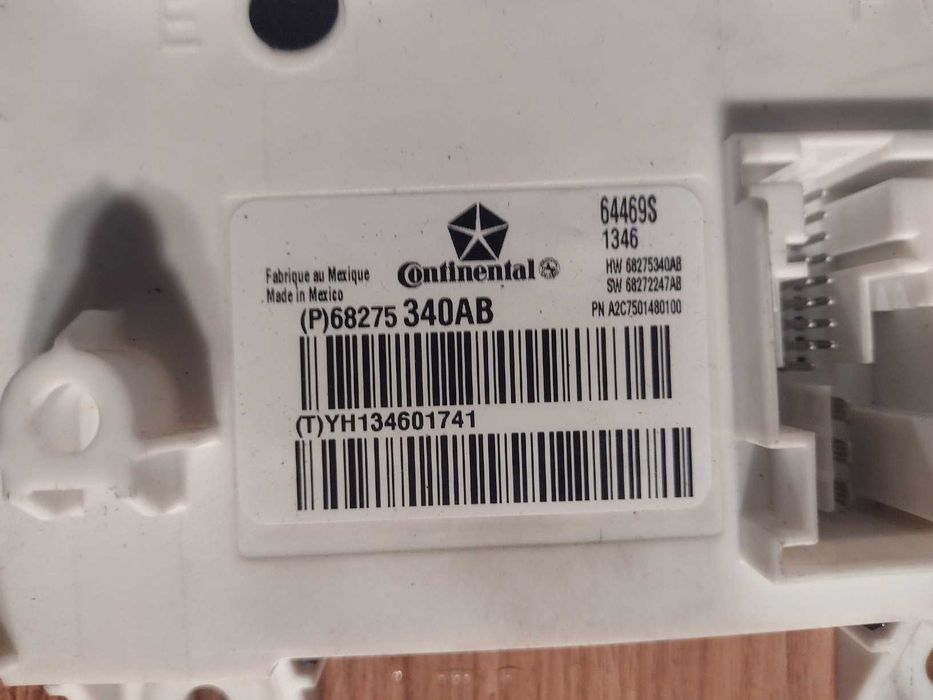 64469S
1346
Fabrique au Mexique
Made in Mexico
Continental
HW 68275340AB
SW 68272247AB
PN A2C7501480100
(P)68275 340AB
(T)YH134601741